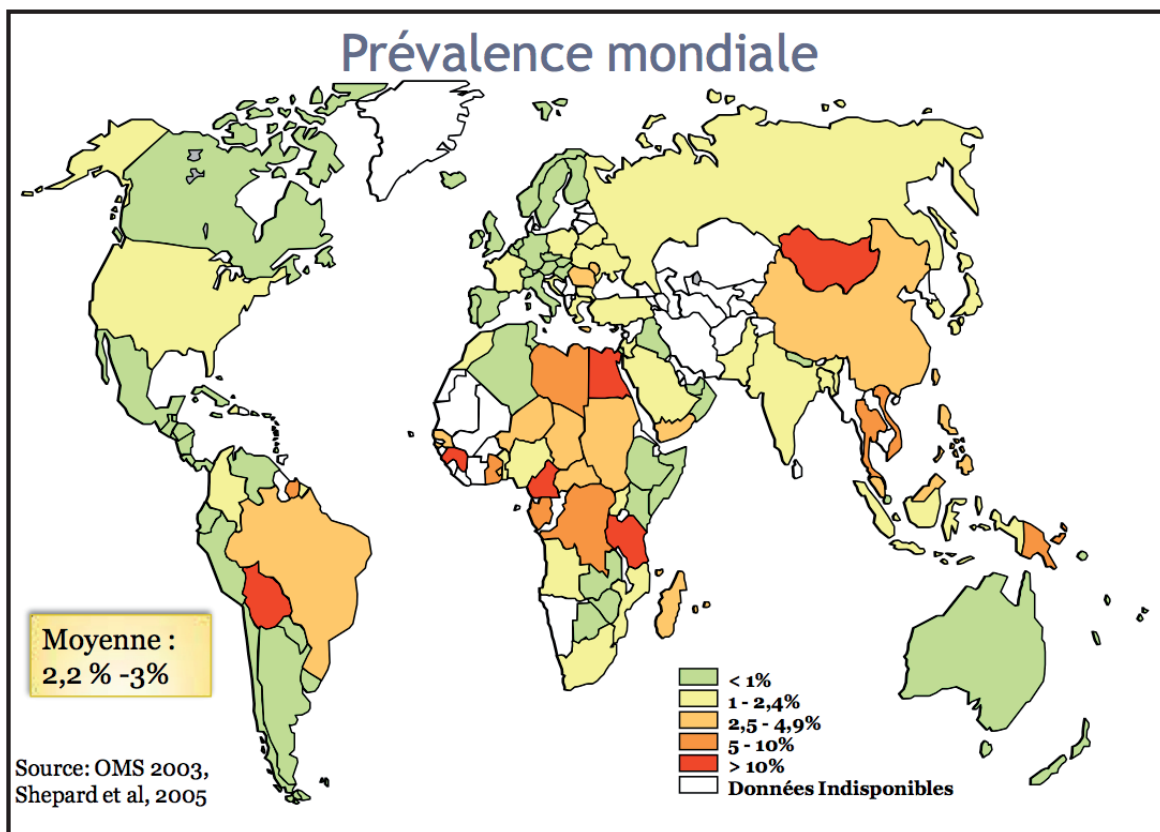 Prévalence mondiale
Moyenne :
2,2 % -3%
Source: OMS 2003,
Shepard et al, 2005
< 1%
1 - 2,4%
2,5 - 4,9%
5 - 10%
> 10%
Données Indisponibles